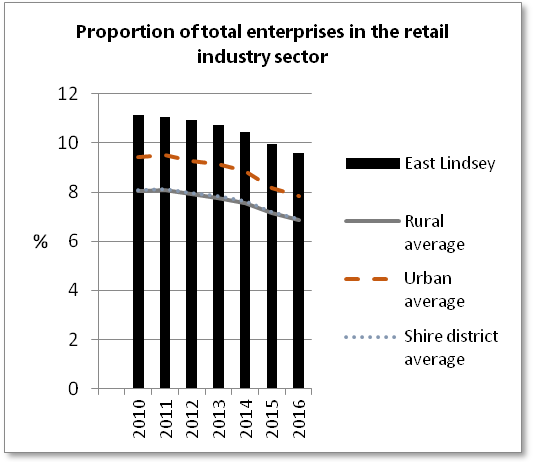 Proportion of total enterprises in the retail
industry sector
12
10
8
6
4
2
0
%
2010
2011
2012
2013
2014
2015
2016
East Lindsey
Rural
average
Urban
average
Shire district
average